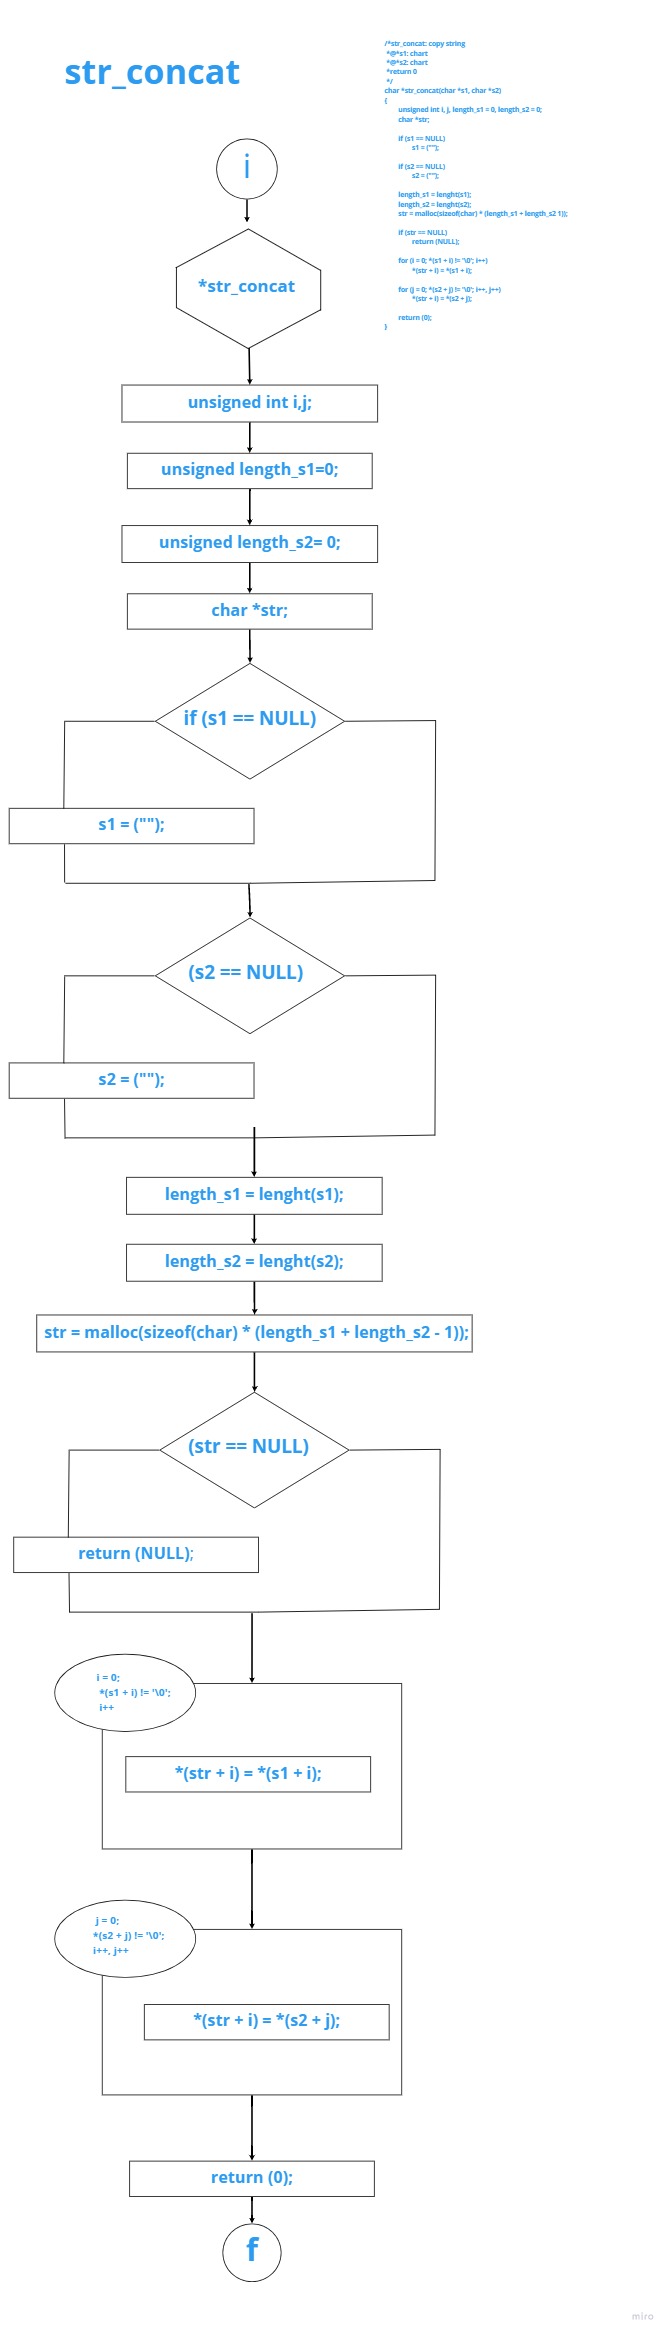 str_concat
/*str_concat: copy string
*@*s1: chart
*@*s2: chart
*return 0
*/
char *str_concat(char *s1, char *s2)
{
unsigned int i, j, length_s1 = 0, length_s2 = 0;
char *str;
if (s1 == NULL)
s1 = ("");
if (s2 == NULL)
s2 = ("");
length_s1 = lenght(s1);
length_s2 = lenght(s2);
str = malloc(sizeof(char) * (length_s1 + length_s2 1));
if (str == NULL)
return (NULL);
for (i = 0; *(s1 + i) != '\0'; i++)
*(str + i) = *(s1 + i);
for (j = 0; *(s2 + j) != '\0'; i++, j++)
*(str + i) = *(s2 + j);
return (0);
}
i
*str_concat
unsigned int i,j;
unsigned length_s1=0;
unsigned length_s2= 0;
char *str;
if (s1 == NULL)
s1 = ("");
(s2 == NULL)
s2 = ("");
length_s1 = lenght(s1);
length_s2 = lenght(s2);
str = malloc(sizeof(char) * (length_s1 + length_s2 - 1));
(str == NULL)
return (NULL);
i = 0;
*(s1 + i) != '\0';
i++
*(str + i) = *(s1 + i);
j = 0;
*(s2 + j) != '\0';
i++, j++
*(str + i) = *(s2 + j);
return (0);
f
miro